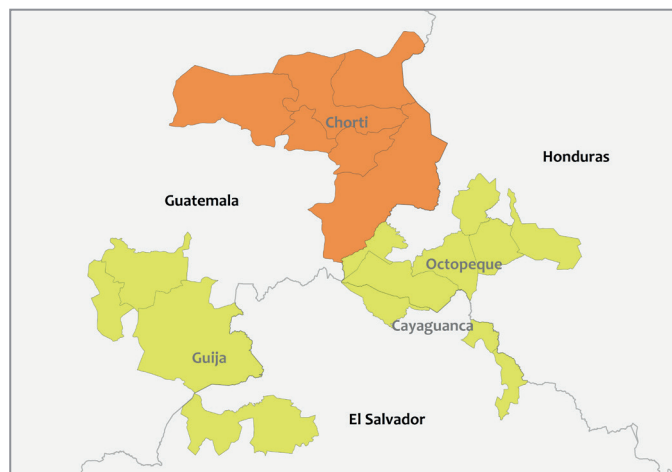 Chorti
Honduras
Guatemala
Octopeque
Cayaguanca
Guija
El Salvador